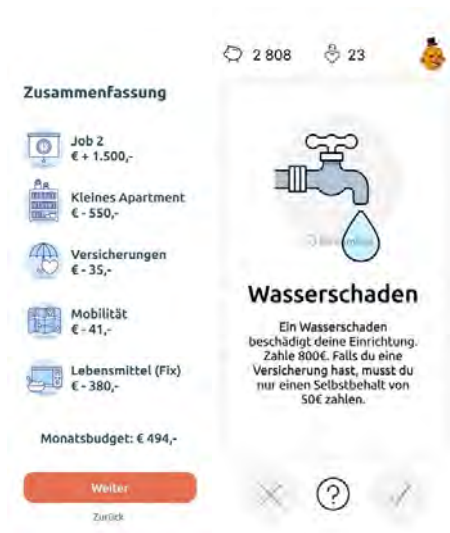 2 808
23
Zusammenfassung
Job 2
€ + 1.500,-
Kleines Apartment
€ - 550,-
Versicherungen
€ - 35,-
Mobilität
€ - 41,-
Lebensmittel (Fix)
€ - 380,-
Monatsbudget: € 494,-
Weiter
Zurück
Wasserschaden
Ein Wasserschaden
beschädigt deine Einrichtung.
Zahle 800€. Falls du eine
Versicherung hast, musst du
nur einen Selbstbehalt von
50€ zahlen.
?